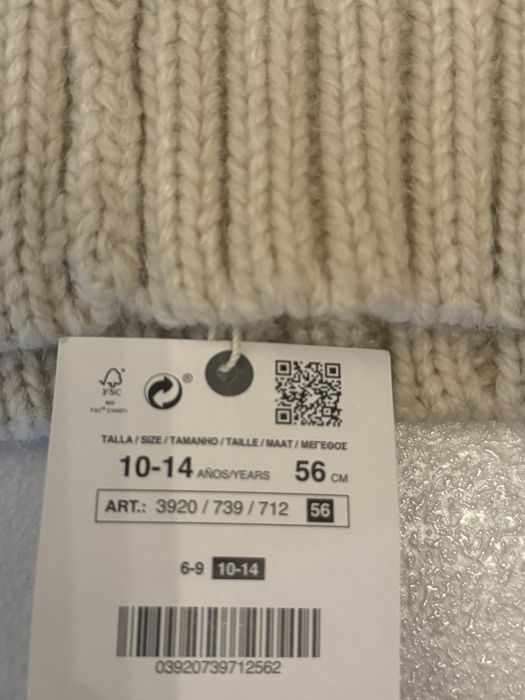 FSC
®
TALLA / SIZE / TAMANHO / TAILLE / MAAT / ΜΕΓΕΘΟΣ
10-14 AÑOS/YEARS 56 CM
ART.: 3920 / 739 / 712 56
6-9 10-14
03920739712562